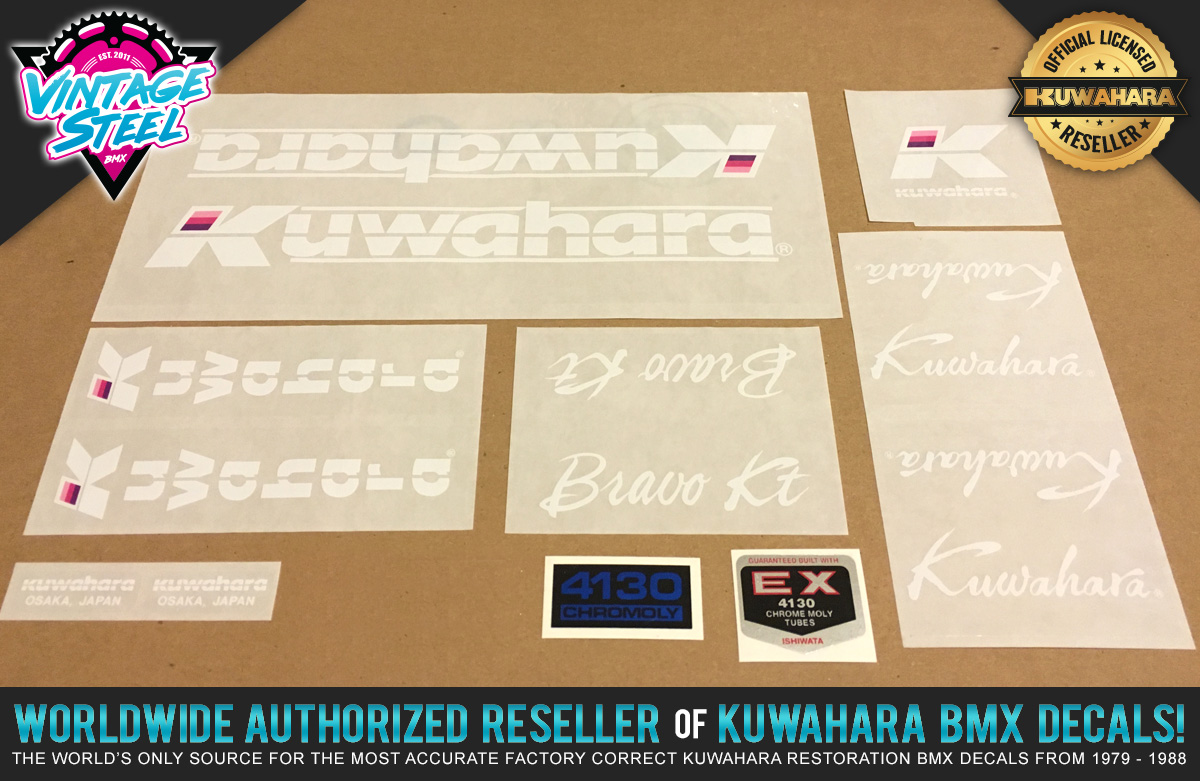 EST. 2011
VINTAGE
STEEL
BMX
OFFICIAL LICENSED
KUWAHARA
RESELLER
Kuwahara
Kuwahara®
K
kuwahara®
Kuwahara®
Kuwahara®
Kuwahara®
Kuwahara®
Kuwahara®
Kuwahara®
Bravo Kt
Bravo Kt
kuwahara kuwahara
OSAKA, JAPAN OSAKA, JAPAN
4130
CHROMOLY
GUARANTEED BUILT WITH
EX
4130
CHROME MOLY
TUBES
ISHIWATA
WORLDWIDE AUTHORIZED RESELLER OF KUWAHARA BMX DECALS!
THE WORLD'S ONLY SOURCE FOR THE MOST ACCURATE FACTORY CORRECT KUWAHARA RESTORATION BMX DECALS FROM 1979 - 1988